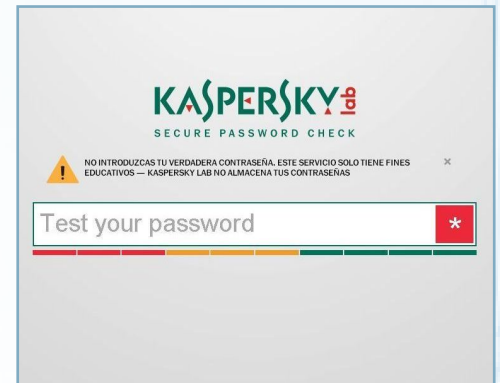 KASPERSKY lab
SECURE PASSWORD CHECK
NO INTRODUZCAS TU VERDADERA CONTRASEÑA. ESTE SERVICIO SOLO TIENE FINES
EDUCATIVOS — KASPERSKY LAB NO ALMACENA TUS CONTRASEÑAS
Test your password
*